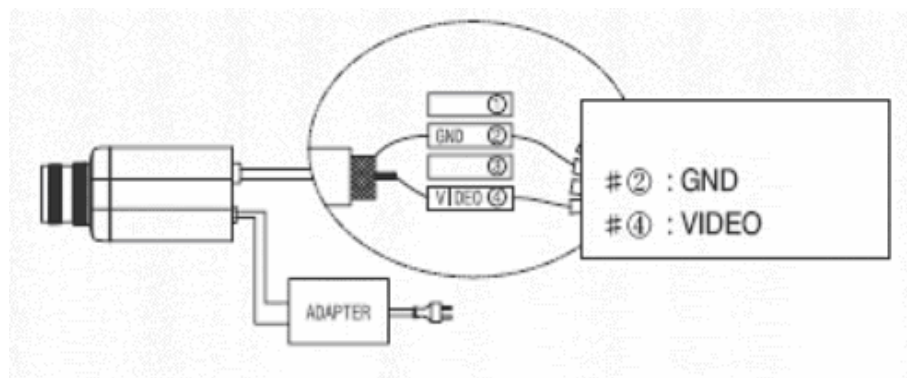 ①
GND ②
③
VIDEO ④
#② : GND
#④ : VIDEO
ADAPTER